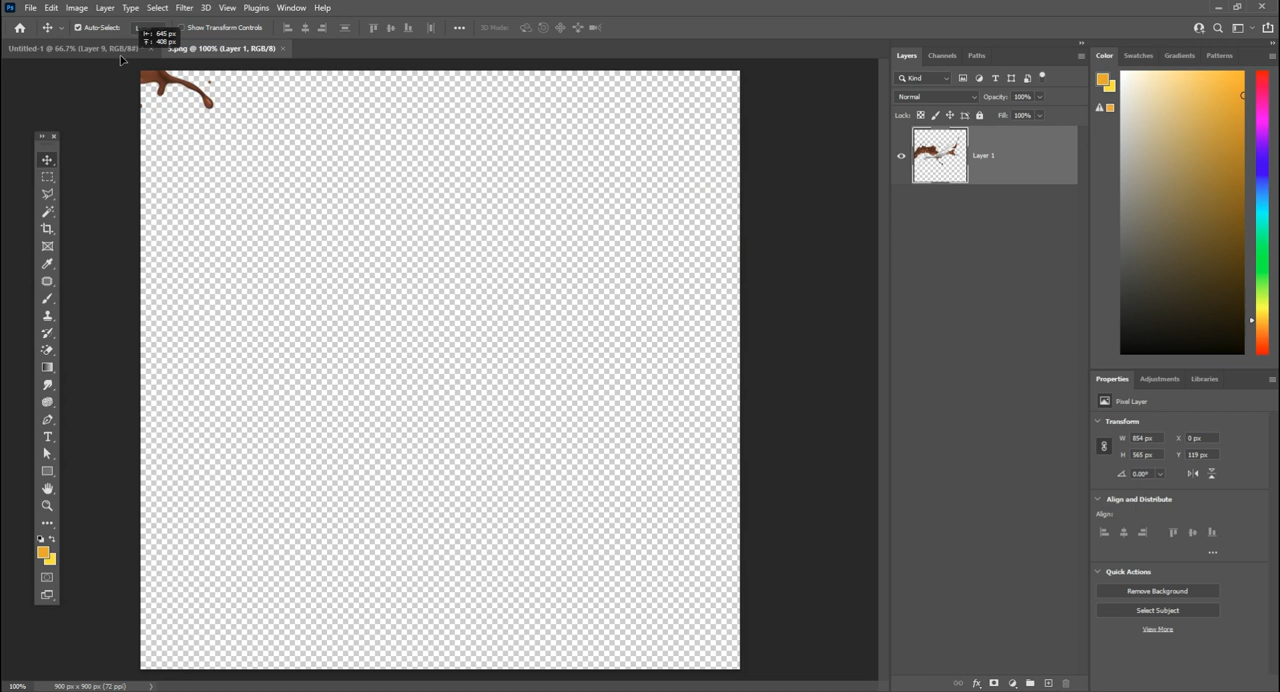 Ps File Edit Image Layer Type Select Filter 3D View Plugins Window Help
Auto-Select: Show Transform Controls 3D Mode:
645 px
408 px
Untitled-1 @ 66.7% (Layer 9, RGB/8#) .png @ 100% (Layer 1, RGB/8) ×
Layers Channels Paths
Kind
Normal Opacity: 100%
Lock: Fill: 100%
Layer 1
Color Swatches Gradients Patterns
Properties Adjustments Libraries
Pixel Layer
Transform
W 854 px X 0 px
H 565 px Y 119 px
0.00°
Align and Distribute
Align:
Quick Actions
Remove Background
Select Subject
View More
100% 900 px x 900 px (72 ppi)